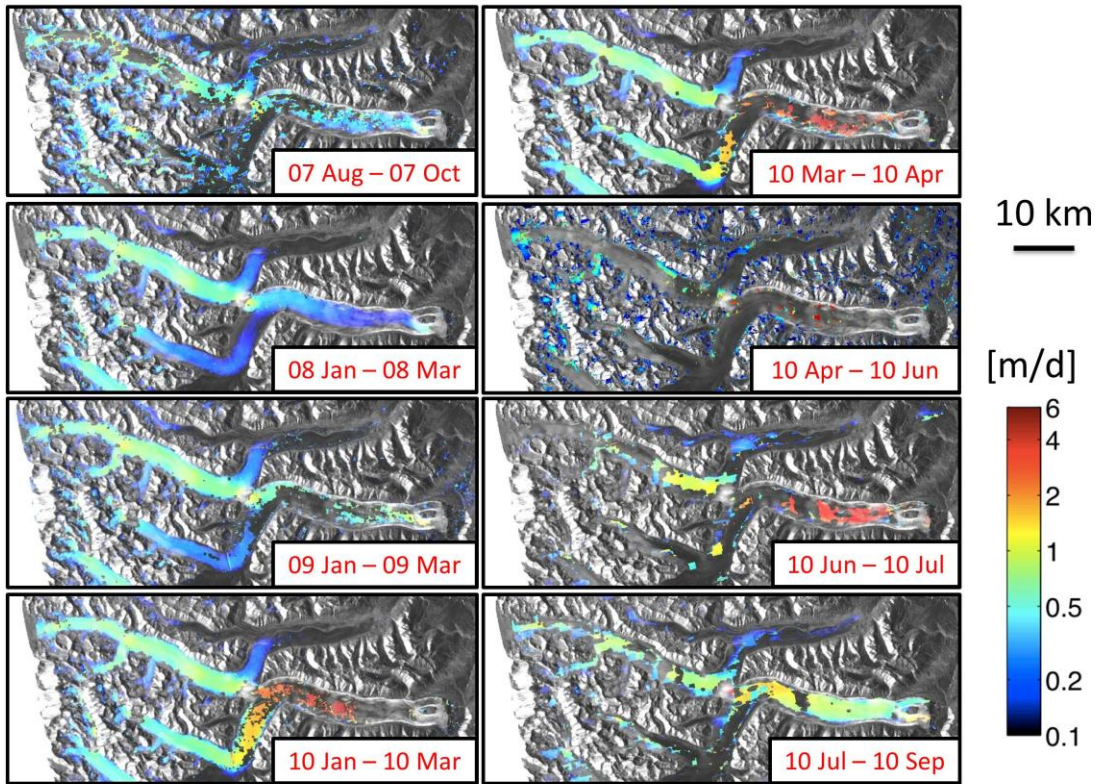 07 Aug – 07 Oct
10 Mar – 10 Apr
08 Jan – 08 Mar
10 Apr – 10 Jun
09 Jan – 09 Mar
10 Jun – 10 Jul
10 Jan – 10 Mar
10 Jul – 10 Sep
10 km
[m/d]
6
4
2
1
0.5
0.2
0.1